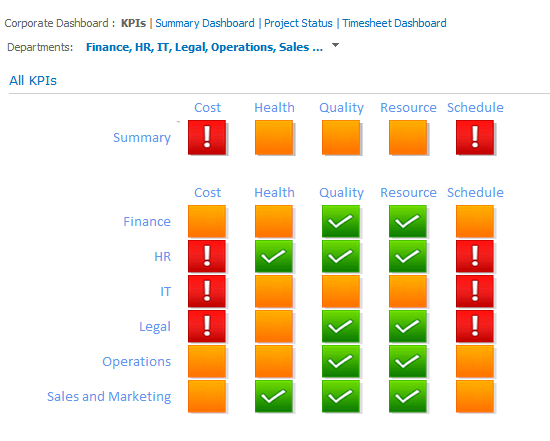 Corporate Dashboard : KPIs | Summary Dashboard | Project Status | Timesheet Dashboard
Departments: Finance, HR, IT, Legal, Operations, Sales ...
All KPIs
Cost Health Quality Resource Schedule
Summary
Cost Health Quality Resource Schedule
Finance
HR
IT
Legal
Operations
Sales and Marketing